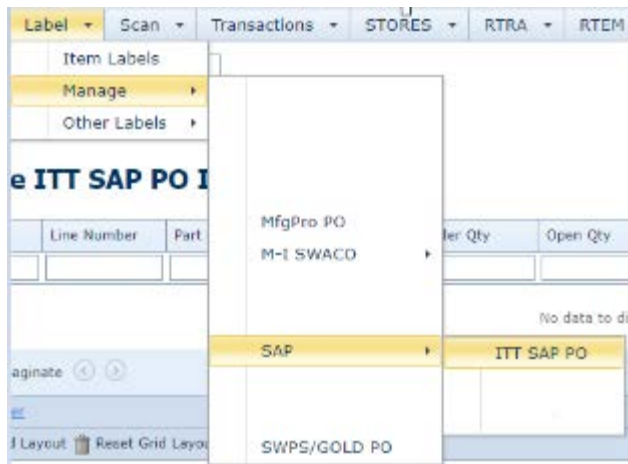 Label Scan Transactions STORES RTRA RTEM
Item Labels
Manage
Other Labels
e ITT SAP PO I
Line Number Part ler Qty Open Qty
MfgPro PO
M-I SWACO
No data to di
SAP ITT SAP PO
aginate
d Layout Reset Grid Layou
SWPS/GOLD PO